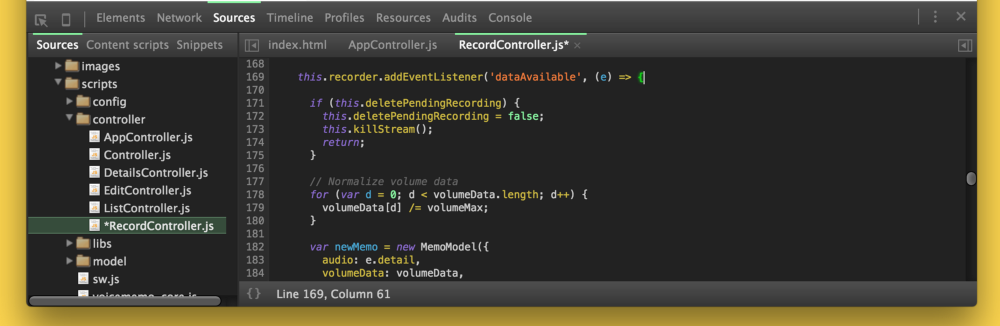 Elements Network Sources Timeline Profiles Resources Audits Console
Sources Content scripts Snippets
index.html AppController.js RecordController.js* ×
images
scripts
config
controller
AppController.js
Controller.js
DetailsController.js
EditController.js
ListController.js
*RecordController.js
libs
model
sw.js
voicememo_core.js
168
169 this.recorder.addEventListener('dataAvailable', (e) => {
170
171 if (this.deletePendingRecording) {
172 this.deletePendingRecording = false;
173 this.killStream();
174 return;
175 }
176
177 // Normalize volume data
178 for (var d = 0; d < volumeData.length; d++) {
179 volumeData[d] /= volumeMax;
180 }
181
182 var newMemo = new MemoModel({
183 audio: e.detail,
184 volumeData: volumeData,
{} Line 169, Column 61